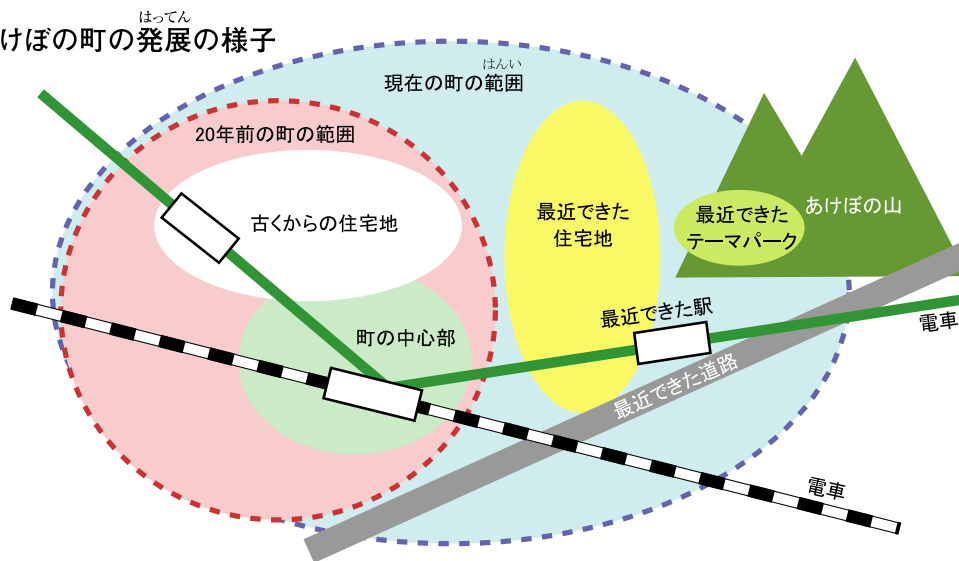 はってん
けぼの町の発展の様子
はんい
現在の町の範囲
20年前の町の範囲
古くからの住宅地
最近できた
住宅地
最近できた
テーマパーク
あけぼの山
町の中心部
最近できた駅
電車
最近できた道路
電車